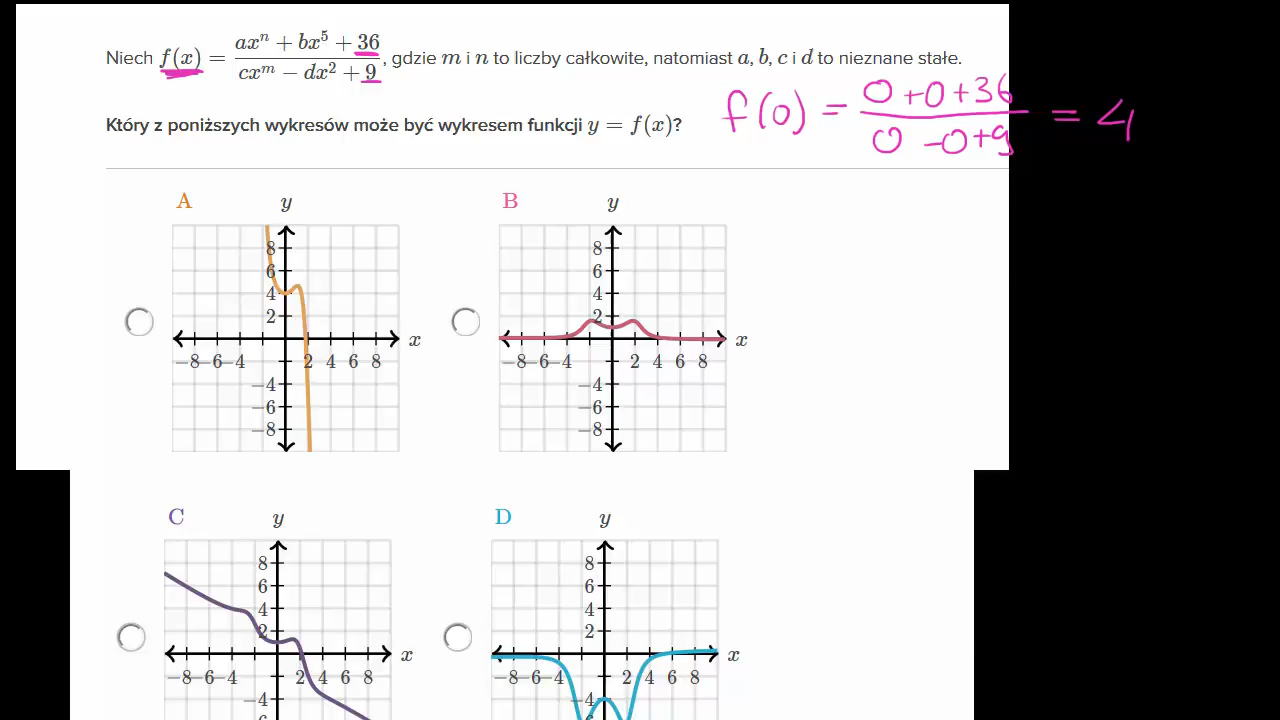 Niech f(x) = (ax^n + bx^5 + 36)/(cx^m − dx^2 + 9), gdzie m i n to liczby całkowite, natomiast a, b, c i d to nieznane stałe.
Który z poniższych wykresów może być wykresem funkcji y = f(x)?
f(0) = (0 + 0 + 36)/(0 − 0 + 9) = 4
A
y
8
6
4
2
−8 −6 −4 2 4 6 8 x
−4
−6
−8
B
y
8
6
4
2
−8 −6 −4 2 4 6 8 x
−4
−6
−8
C
y
8
6
4
2
−8 −6 −4 2 4 6 8 x
−4
D
y
8
6
4
2
−8 −6 −4 2 4 6 8 x
−4